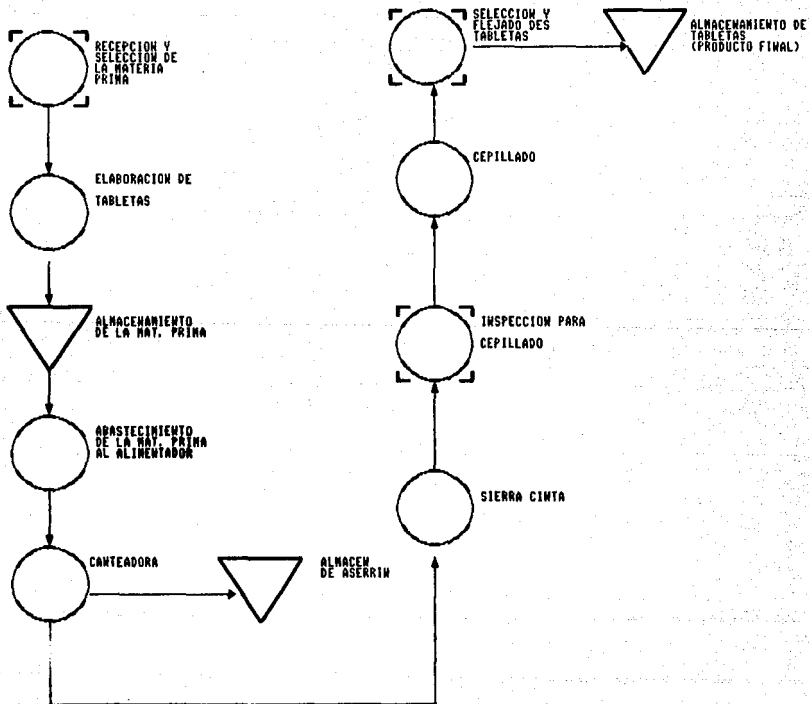 RECEPCION Y
SELECCION DE
LA MATERIA
PRIMA
ELABORACION DE
TABLETAS
ALMACENAMIENTO
DE LA MAT. PRIMA
ABASTECIMIENTO
DE LA MAT. PRIMA
AL ALIMENTADOR
CANTEADORA
ALMACEN
DE ASERRIN
SIERRA CINTA
INSPECCION PARA
CEPILLADO
CEPILLADO
SELECCION Y
FLEJADO DES
TABLETAS
ALMACENAMIENTO DE
TABLETAS
(PRODUCTO FINAL)